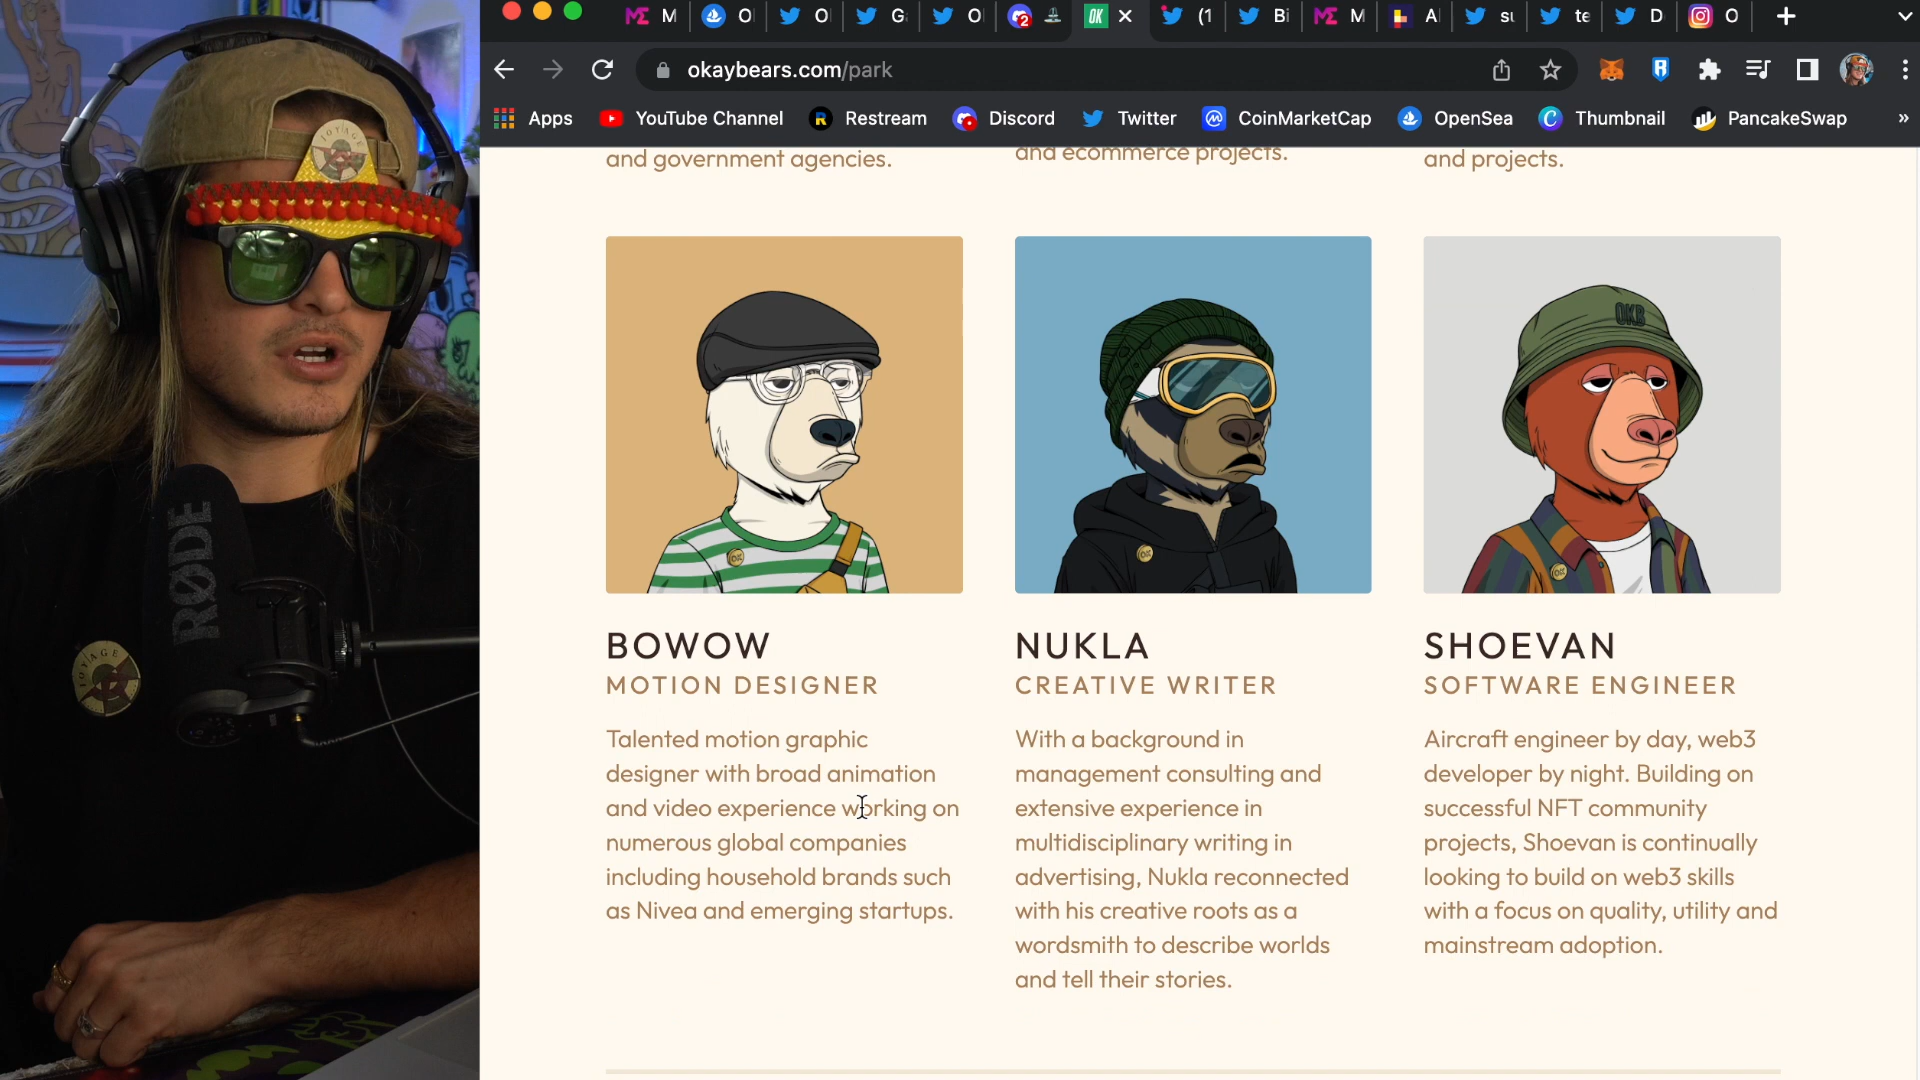 M
O
O
G
O
2
OK
(1
Bi
M
A
su
te
D
O
okaybears.com/park
Apps
YouTube Channel
Restream
Discord
Twitter
CoinMarketCap
OpenSea
Thumbnail
PancakeSwap
»
and government agencies.
and ecommerce projects.
and projects.
OKB
BOWOW
MOTION DESIGNER
Talented motion graphic
designer with broad animation
and video experience working on
numerous global companies
including household brands such
as Nivea and emerging startups.
NUKLA
CREATIVE WRITER
With a background in
management consulting and
extensive experience in
multidisciplinary writing in
advertising, Nukla reconnected
with his creative roots as a
wordsmith to describe worlds
and tell their stories.
SHOEVAN
SOFTWARE ENGINEER
Aircraft engineer by day, web3
developer by night. Building on
successful NFT community
projects, Shoevan is continually
looking to build on web3 skills
with a focus on quality, utility and
mainstream adoption.
RØDE